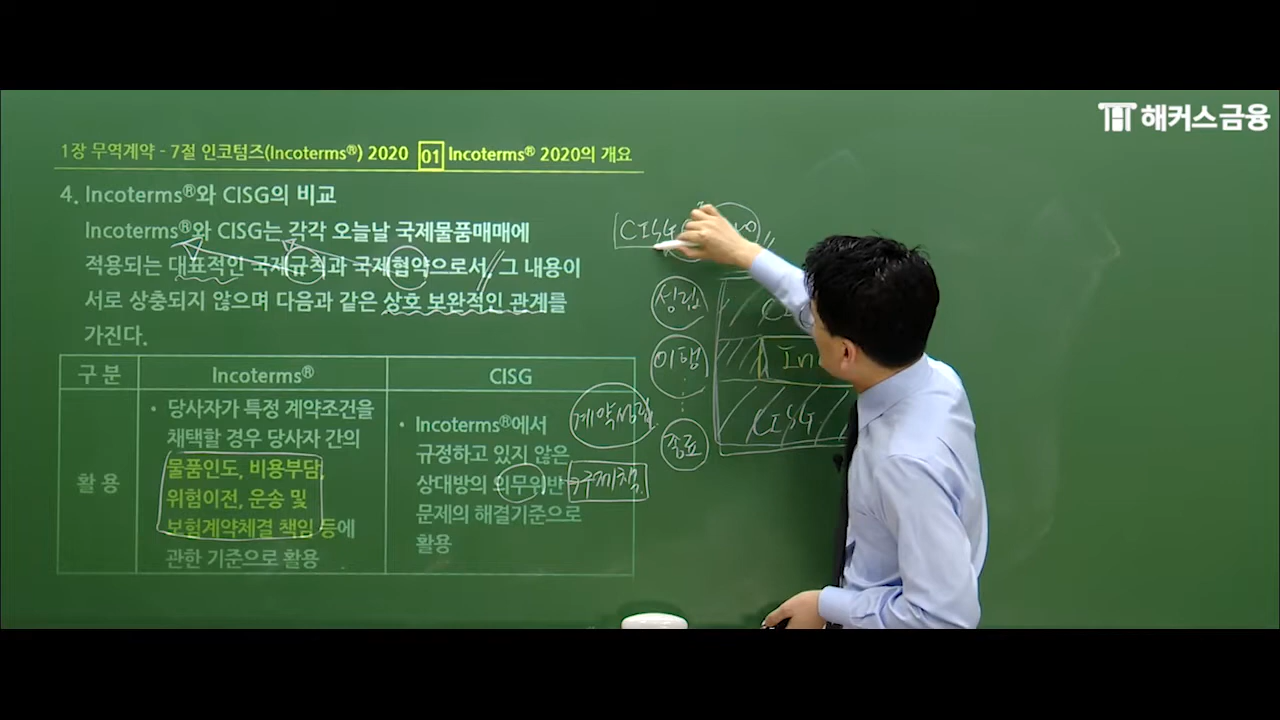 해커스금융
1장 무역계약 - 7절 인코텀즈(Incoterms®) 2020 01 Incoterms® 2020의 개요
4. Incoterms®와 CISG의 비교
Incoterms®와 CISG는 각각 오늘날 국제물품매매에
적용되는 대표적인 국제규칙과 국제협약으로서, 그 내용이
서로 상충되지 않으며 다음과 같은 상호 보완적인 관계를
가진다.
구분 Incoterms® CISG
활용
• 당사자가 특정 계약조건을
채택할 경우 당사자 간의
물품인도, 비용부담,
위험이전, 운송 및
보험계약체결 책임 등에
관한 기준으로 활용
• Incoterms®에서
규정하고 있지 않은
상대방의 의무위반
문제의 해결기준으로
활용
계약성립
구제책
CISG
성립
이행
종료
In
CISG